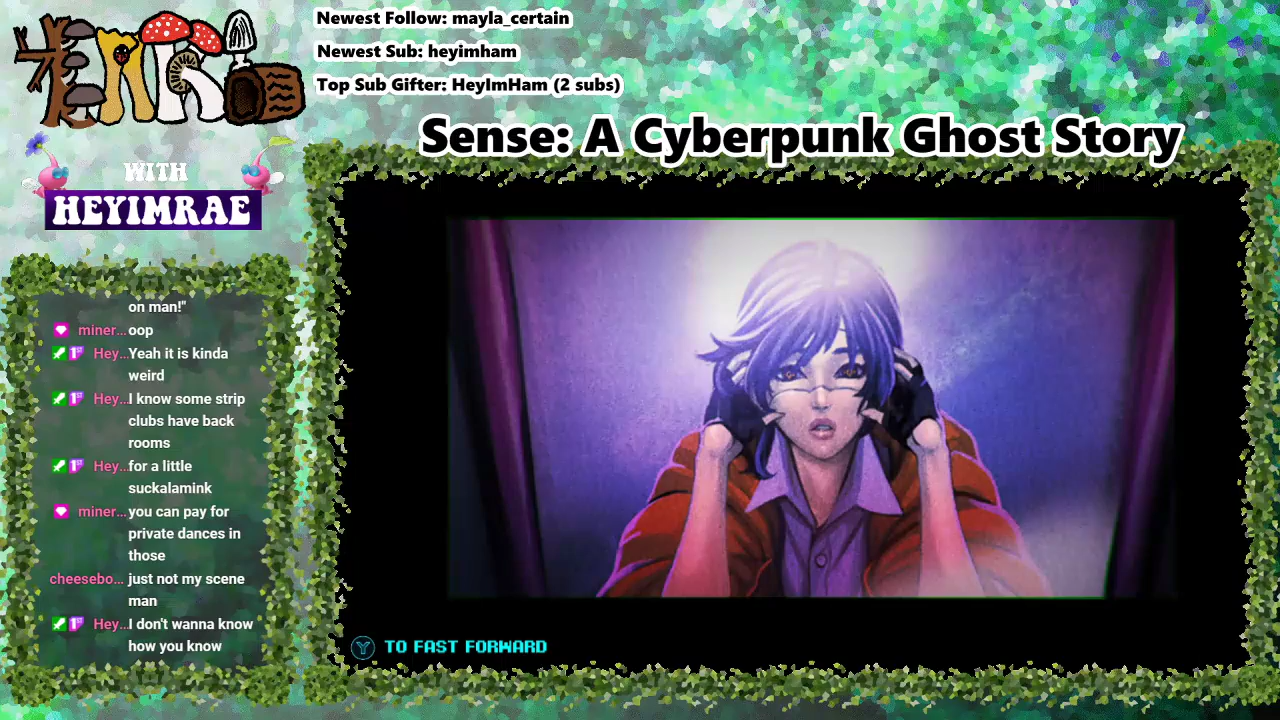 Newest Follow: mayla_certain
Newest Sub: heyimham
Top Sub Gifter: HeyImHam (2 subs)
Sense: A Cyberpunk Ghost Story
WITH
HEYIMRAE
on man!"
miner... oop
Hey... Yeah it is kinda
weird
Hey... I know some strip
clubs have back
rooms
Hey... for a little
suckalamink
miner... you can pay for
private dances in
those
cheesebo... just not my scene
man
Hey... I don't wanna know
how you know
Y TO FAST FORWARD